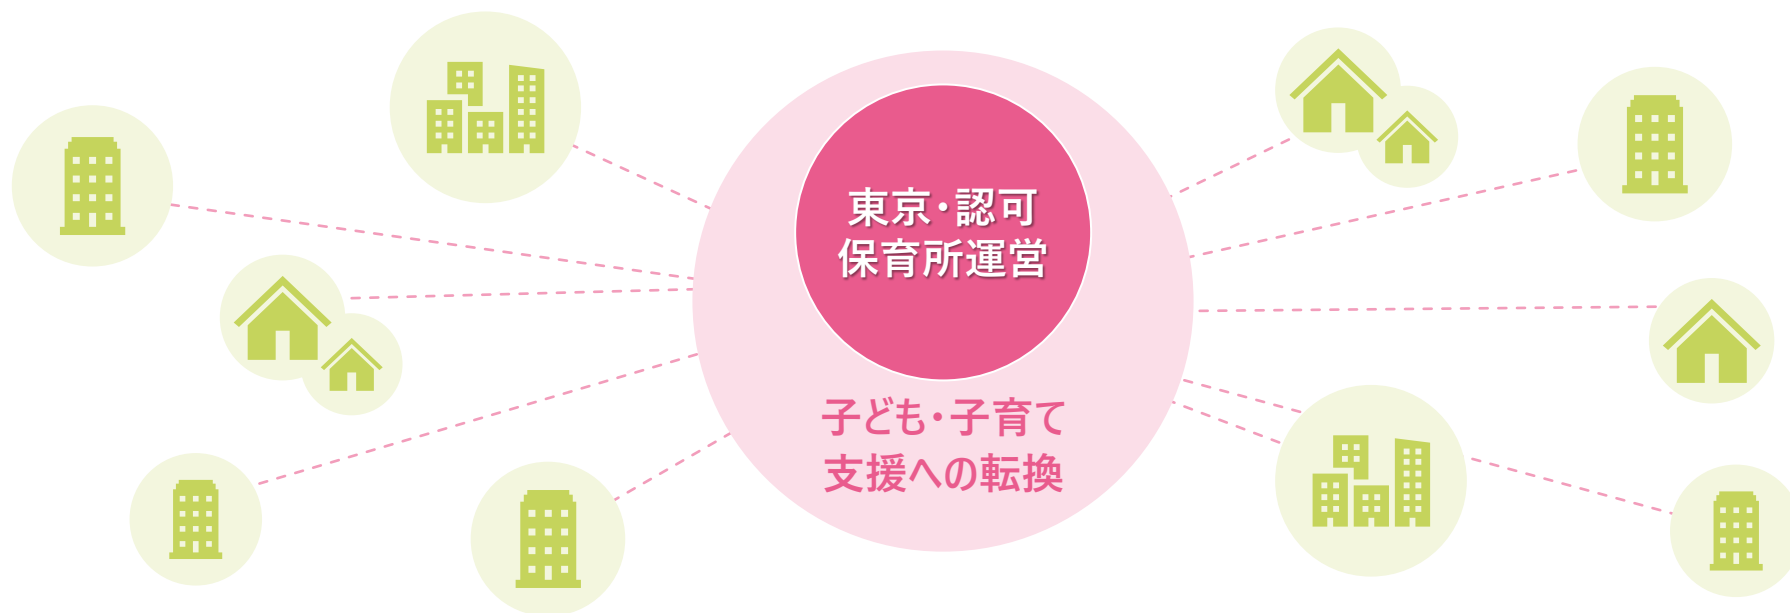 東京・認可
保育所運営
子ども・子育て
支援への転換